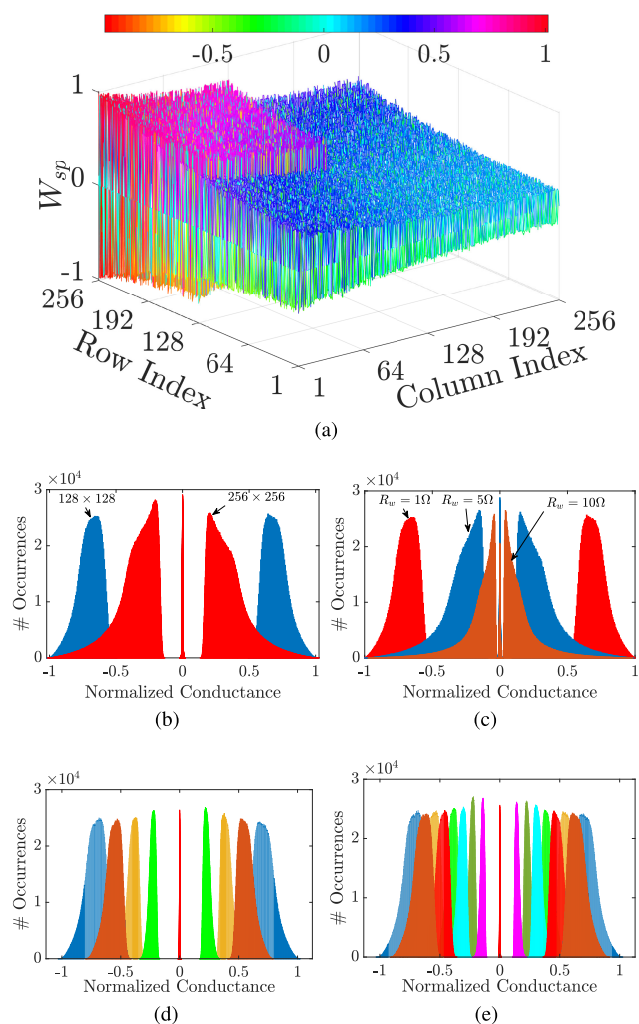 -0.5 0 0.5 1
1
0
-1
W_{sp}
256
192
128
64
1
Row Index
1
64
128
192
256
Column Index
(a)
×10^4
128 × 128
256 × 256
3
2
1
0
# Occurrences
-1 -0.5 0 0.5 1
Normalized Conductance
(b)
×10^4
R_w = 1Ω R_w = 5Ω
R_w = 10Ω
3
2
1
0
# Occurrences
-1 -0.5 0 0.5 1
Normalized Conductance
(c)
×10^4
3
2
1
0
# Occurrences
-1 -0.5 0 0.5 1
Normalized Conductance
(d)
×10^4
3
2
1
0
# Occurrences
-1 -0.5 0 0.5 1
Normalized Conductance
(e)